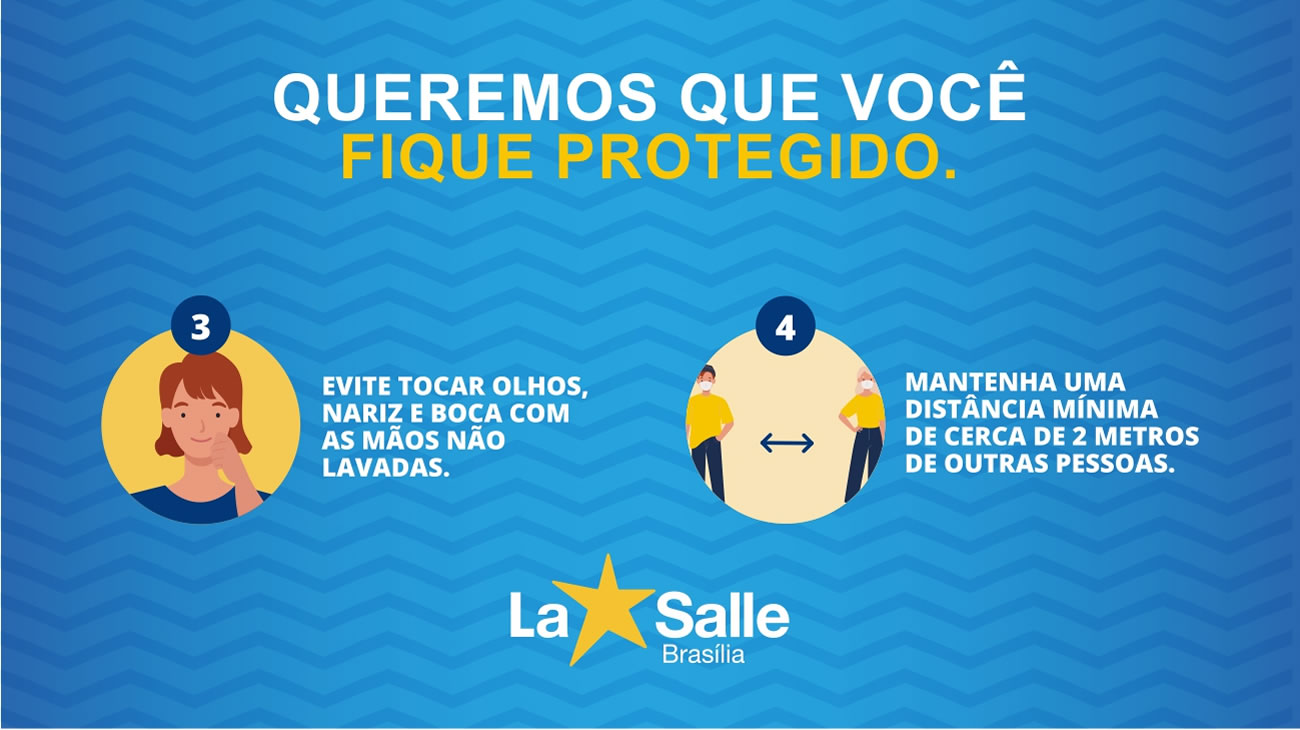 QUEREMOS QUE VOCÊ
FIQUE PROTEGIDO.
3
EVITE TOCAR OLHOS,
NARIZ E BOCA COM
AS MÃOS NÃO
LAVADAS.
4
MANTENHA UMA
DISTÂNCIA MÍNIMA
DE CERCA DE 2 METROS
DE OUTRAS PESSOAS.
La Salle
Brasília